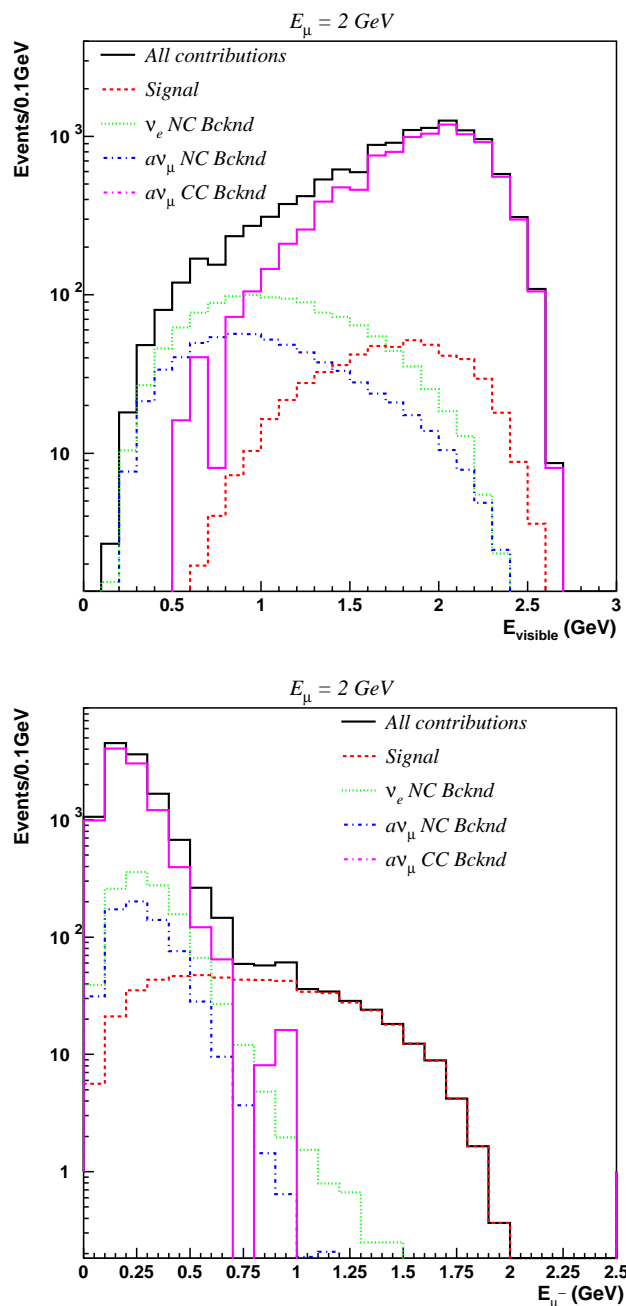 E_μ = 2 GeV
Events/0.1GeV
All contributions
Signal
ν_e NC Bcknd
aν_μ NC Bcknd
aν_μ CC Bcknd
10^3
10^2
10
0 0.5 1 1.5 2 2.5 3
E_visible (GeV)
E_μ = 2 GeV
Events/0.1GeV
All contributions
Signal
ν_e NC Bcknd
aν_μ NC Bcknd
aν_μ CC Bcknd
10^3
10^2
10
1
0 0.25 0.5 0.75 1 1.25 1.5 1.75 2 2.25 2.5
E_μ^- (GeV)